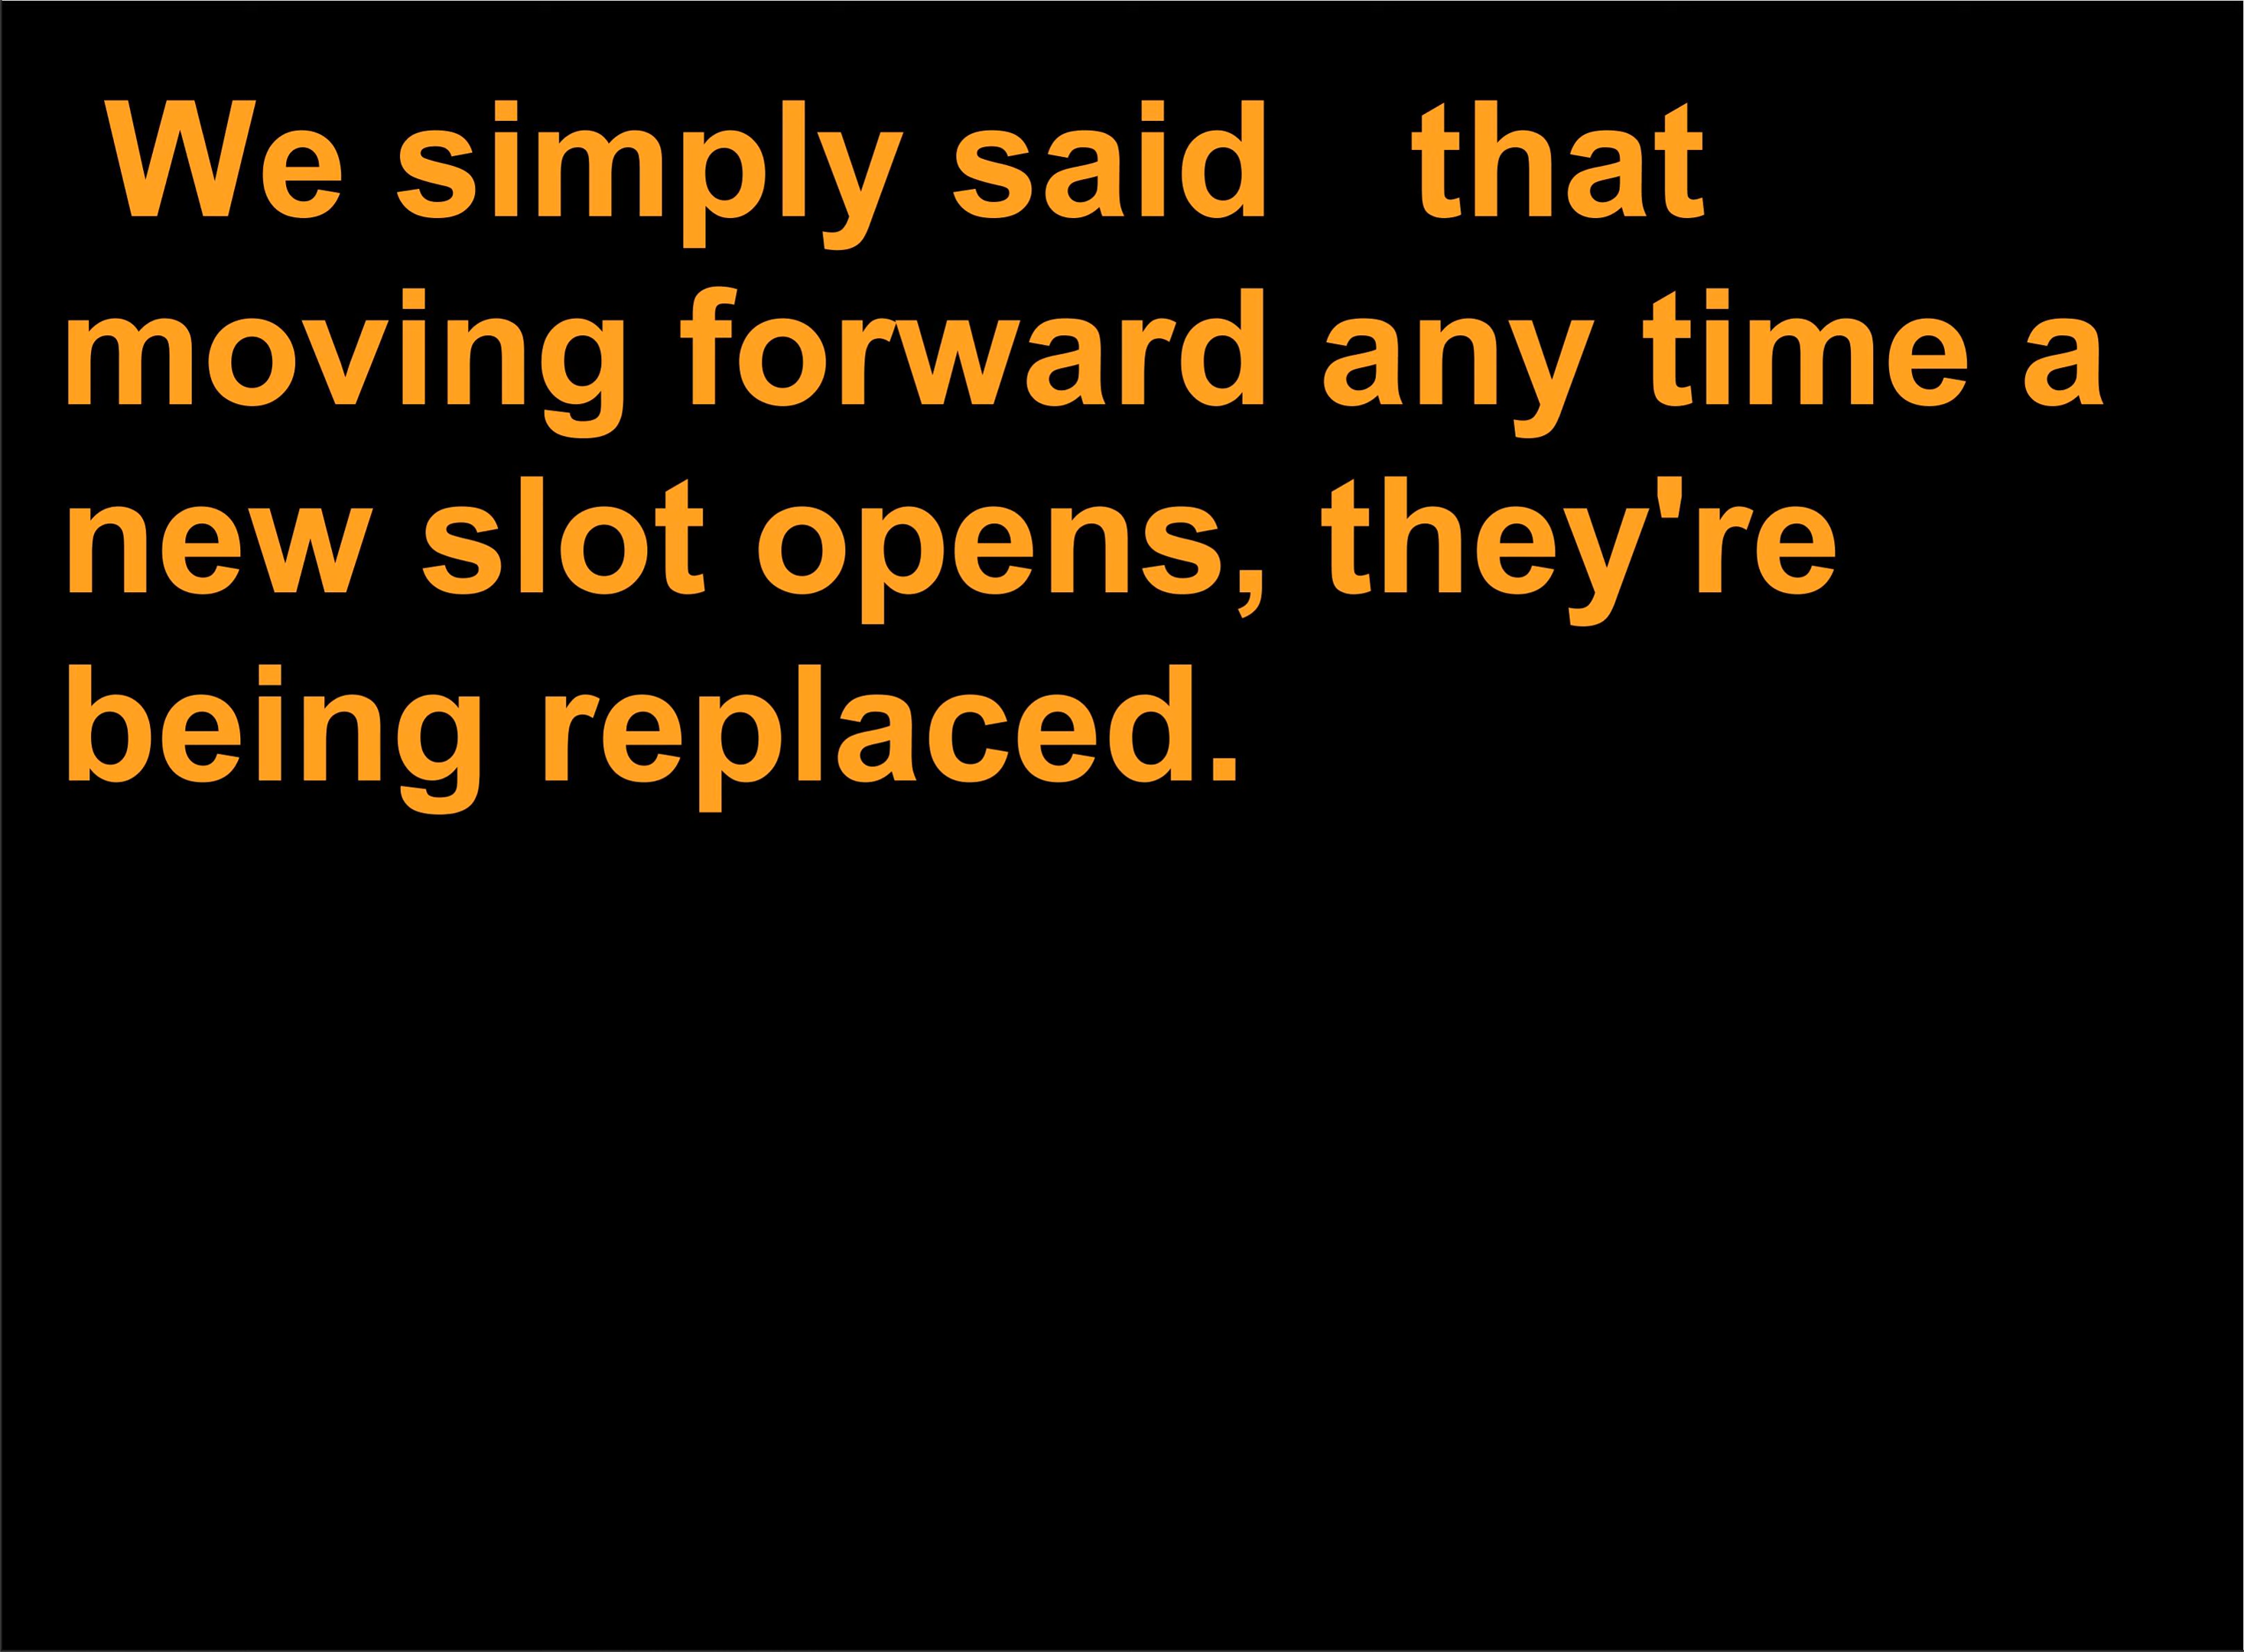 We simply said   that
moving forward any time a
new slot opens, they're
being replaced.